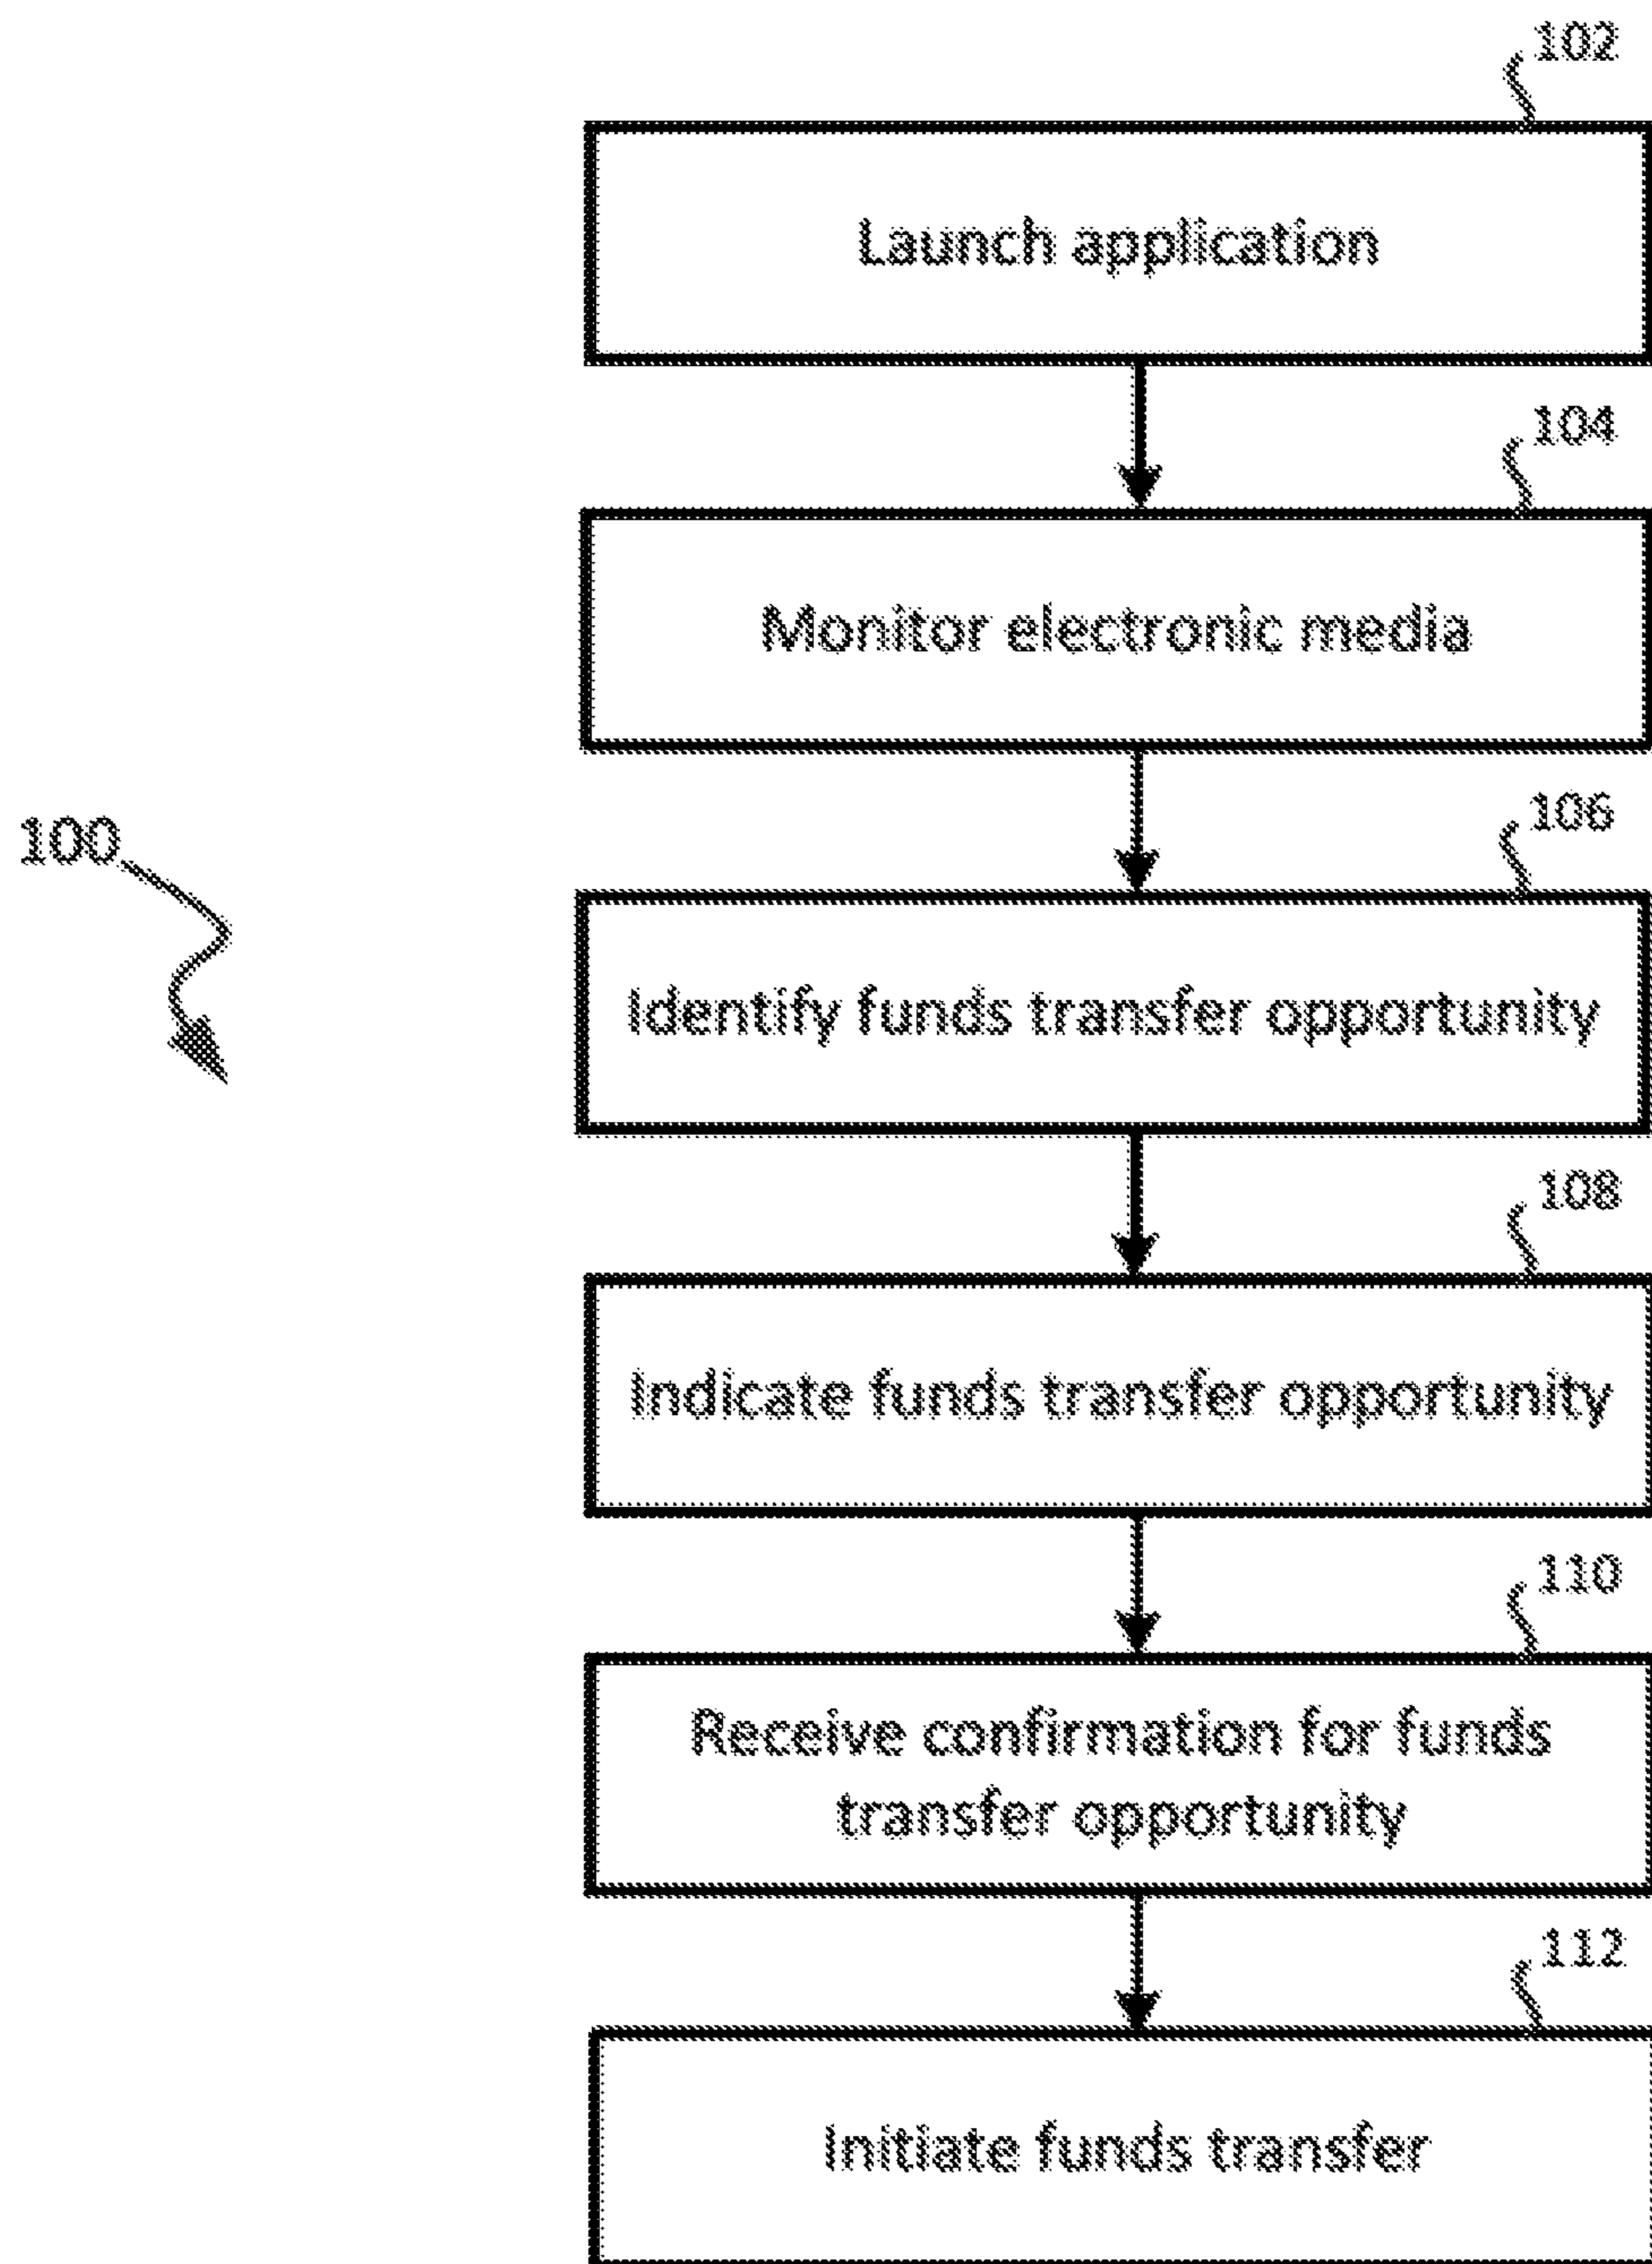 102
Launch application
104
Monitor electronic media
100
106
Identify funds transfer opportunity
108
Indicate funds transfer opportunity
110
Receive confirmation for funds
transfer opportunity
112
Initiate funds transfer